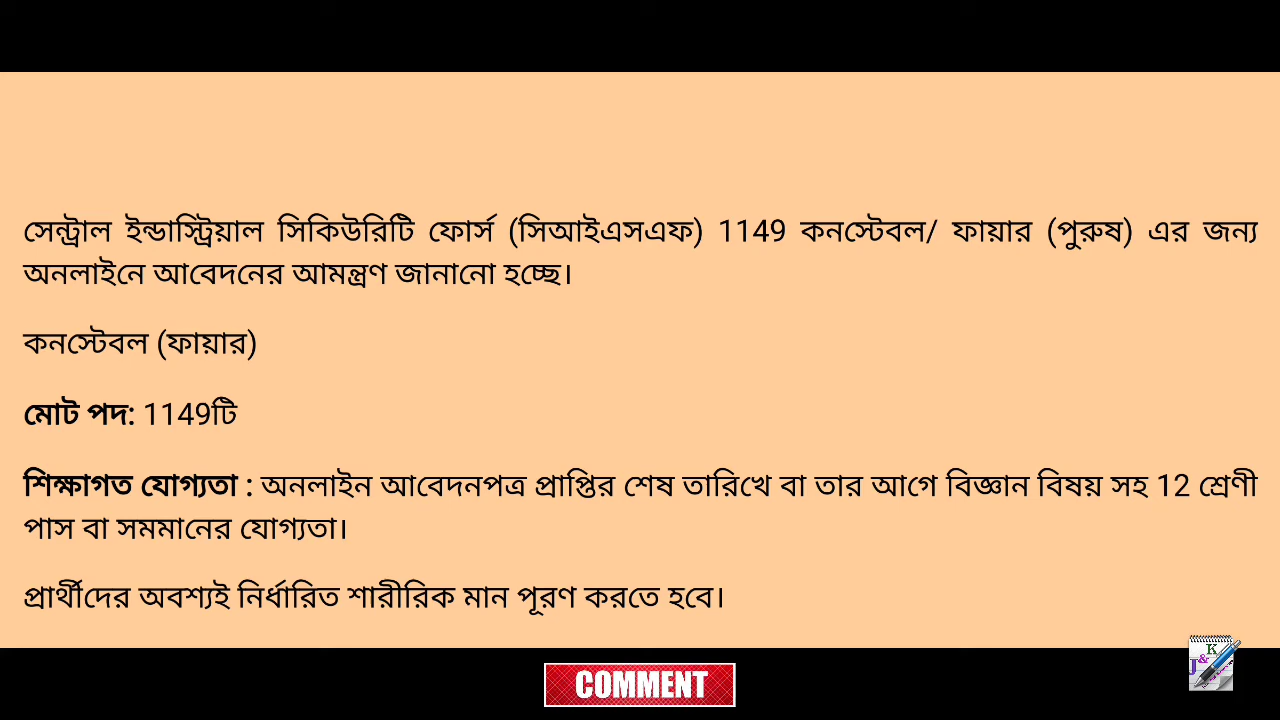 সেন্ট্রাল ইন্ডাস্ট্রিয়াল সিকিউরিটি ফোর্স (সিআইএসএফ) 1149 কনস্টেবল/ ফায়ার (পুরুষ) এর জন্য
অনলাইনে আবেদনের আমন্ত্রণ জানানো হচ্ছে।
কনস্টেবল (ফায়ার)
মোট পদ: 1149টি
শিক্ষাগত যোগ্যতা : অনলাইন আবেদনপত্র প্রাপ্তির শেষ তারিখে বা তার আগে বিজ্ঞান বিষয় সহ 12 শ্রেণী
পাস বা সমমানের যোগ্যতা।
প্রার্থীদের অবশ্যই নির্ধারিত শারীরিক মান পূরণ করতে হবে।
COMMENT
J&K